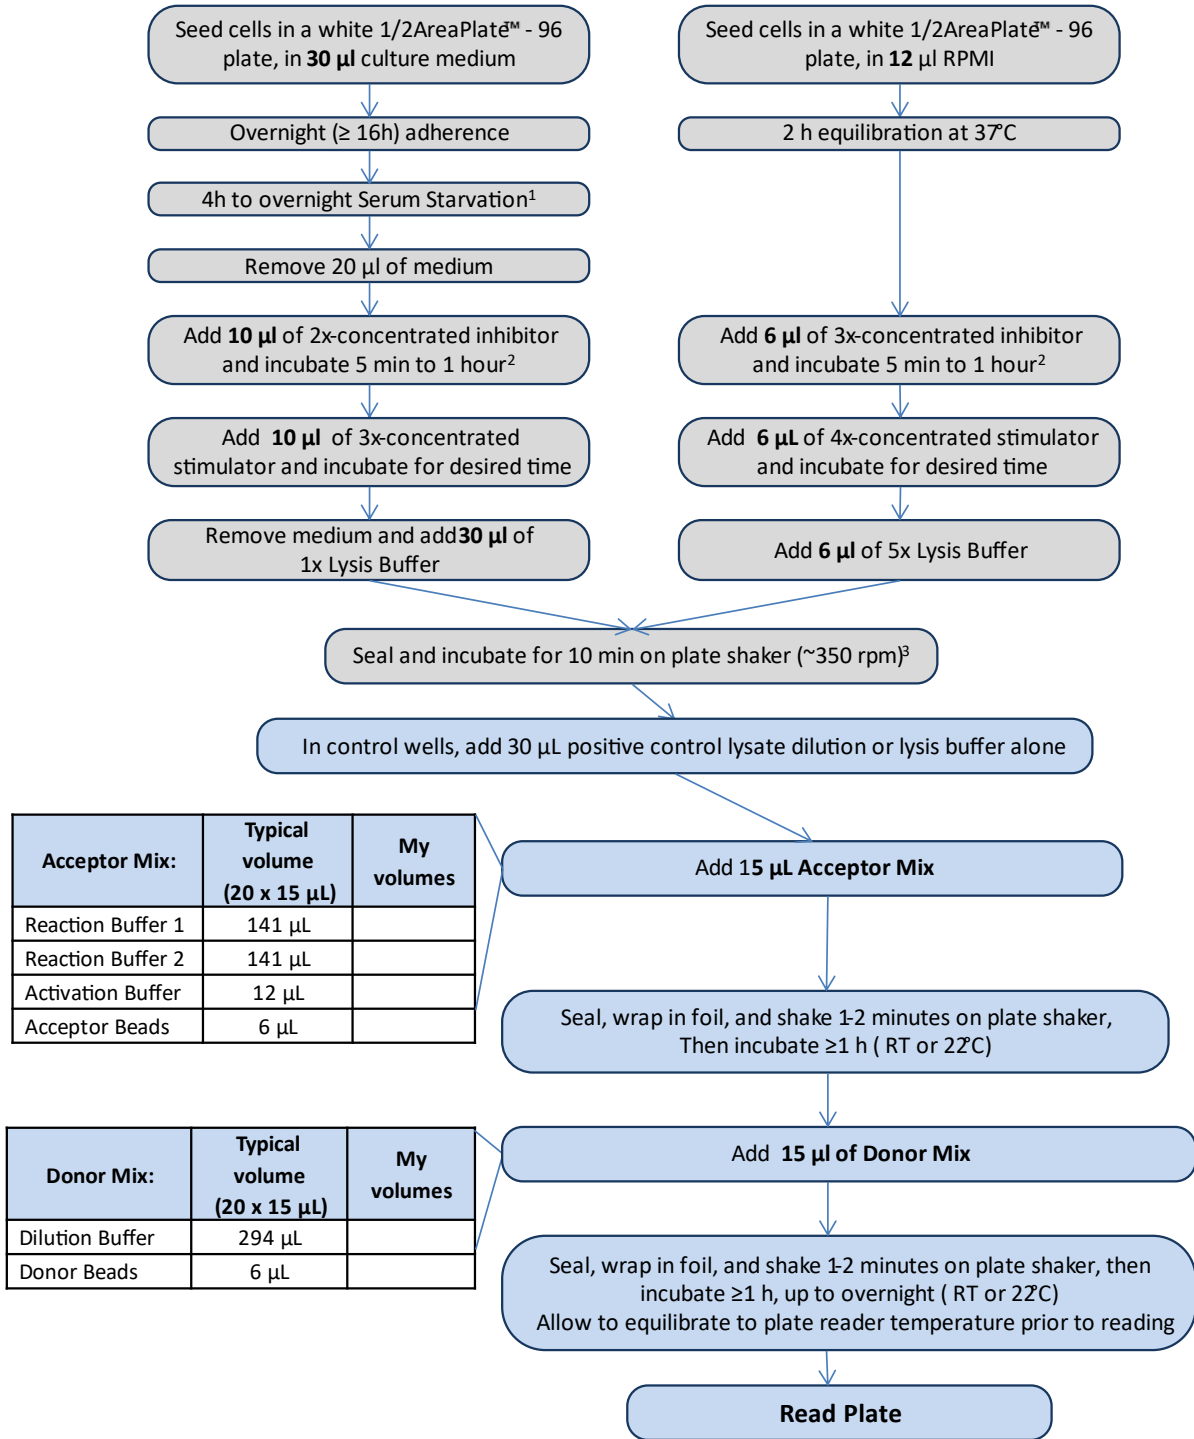 Seed cells in a white 1/2AreaPlate™ - 96
plate, in 30 µl culture medium
Overnight (≥ 16h) adherence
4h to overnight Serum Starvation1
Remove 20 µl of medium
Add 10 µl of 2x-concentrated inhibitor
and incubate 5 min to 1 hour2
Add 10 µl of 3x-concentrated
stimulator and incubate for desired time
Remove medium and add 30 µl of
1x Lysis Buffer
Seed cells in a white 1/2AreaPlate™ - 96
plate, in 12 µl RPMI
2 h equilibration at 37°C
Add 6 µl of 3x-concentrated inhibitor
and incubate 5 min to 1 hour2
Add 6 µL of 4x-concentrated stimulator
and incubate for desired time
Add 6 µl of 5x Lysis Buffer
Seal and incubate for 10 min on plate shaker (~350 rpm)3
In control wells, add 30 µL positive control lysate dilution or lysis buffer alone
Acceptor Mix:
Typical
volume
(20 x 15 µL)
My
volumes
Reaction Buffer 1
141 µL
Reaction Buffer 2
141 µL
Activation Buffer
12 µL
Acceptor Beads
6 µL
Add 15 µL Acceptor Mix
Seal, wrap in foil, and shake 1-2 minutes on plate shaker,
Then incubate ≥1 h ( RT or 22°C)
Donor Mix:
Typical
volume
(20 x 15 µL)
My
volumes
Dilution Buffer
294 µL
Donor Beads
6 µL
Add 15 µl of Donor Mix
Seal, wrap in foil, and shake 1-2 minutes on plate shaker, then
incubate ≥1 h, up to overnight ( RT or 22°C)
Allow to equilibrate to plate reader temperature prior to reading
Read Plate